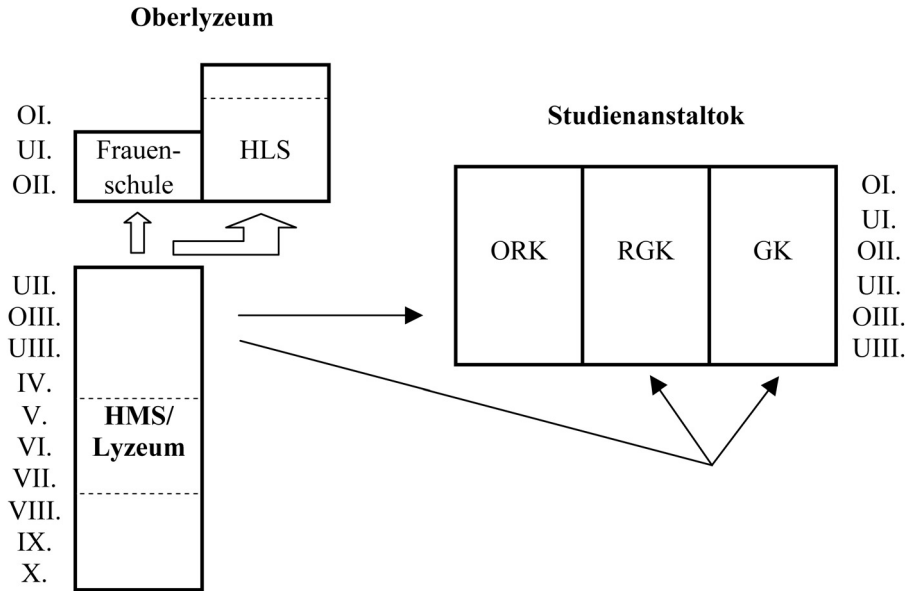 Oberlyzeum
OI.
UI.
OII.
Frauen-
schule
HLS
Studienanstaltok
ORK
RGK
GK
OI.
UI.
OII.
UII.
OIII.
UIII.
UII.
OIII.
UIII.
IV.
V.
VI.
VII.
VIII.
IX.
X.
HMS/
Lyzeum